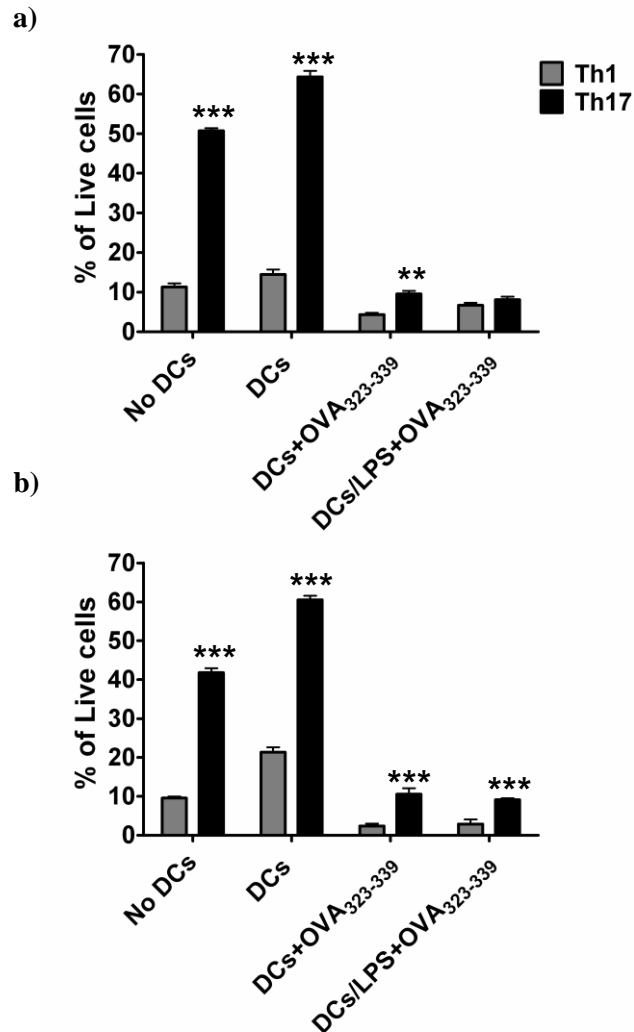 a)
***
***
Th1
Th17
% of Live cells
70
60
50
40
30
20
10
0
**
No DCs
DCs
DCs+OVA323-339
DCs/LPS+OVA323-339
b)
% of Live cells
70
60
50
40
30
20
10
0
***
***
***
***
No DCs
DCs
DCs+OVA323-339
DCs/LPS+OVA323-339